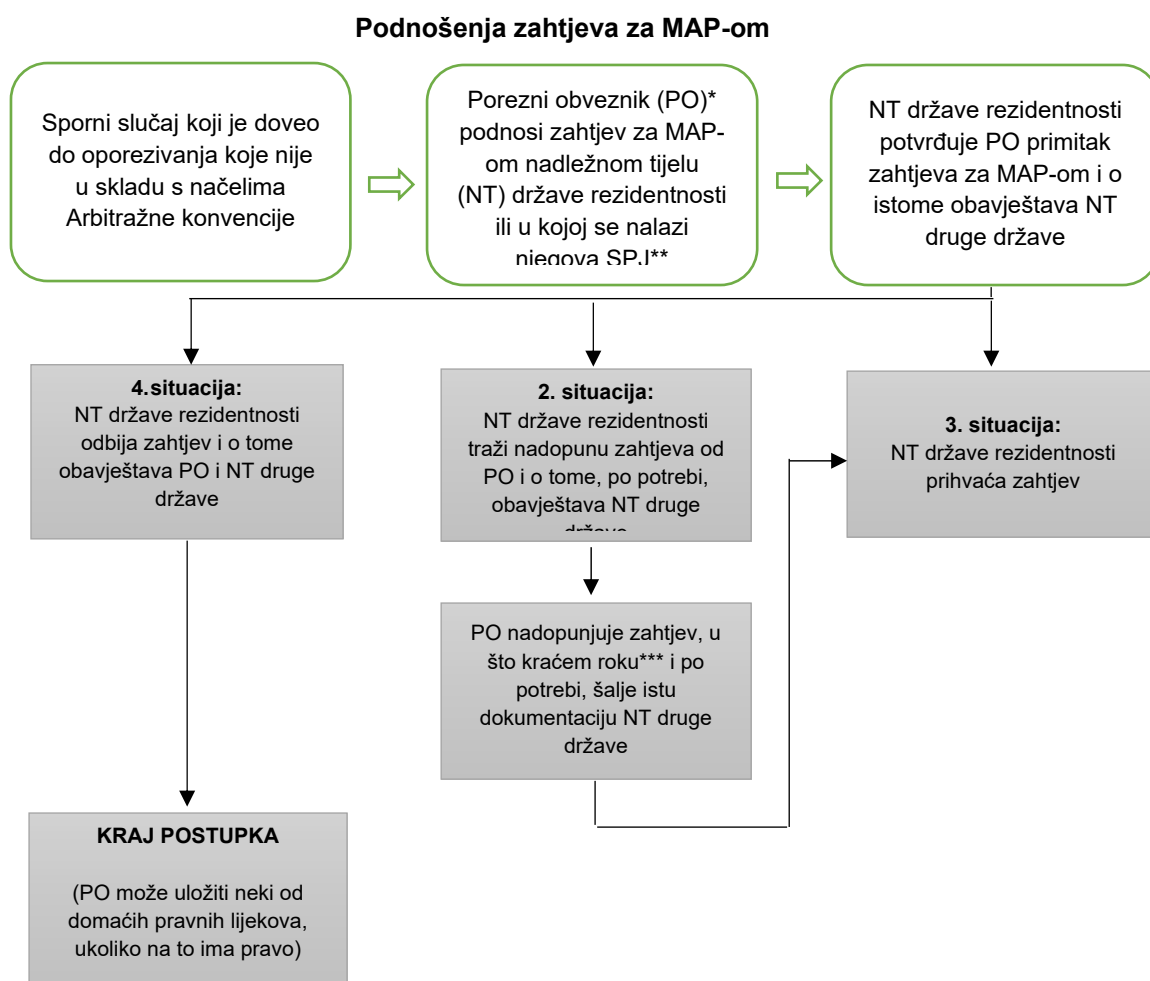 Podnošenja zahtjeva za MAP-om
Sporni slučaj koji je doveo
do oporezivanja koje nije
u skladu s načelima
Arbitražne konvencije
Porezni obveznik (PO)*
podnosi zahtjev za MAP-
om nadležnom tijelu
(NT) države rezidentnosti
ili u kojoj se nalazi
njegova SPJ**
NT države rezidentnosti
potvrđuje PO primitak
zahtjeva za MAP-om i o
istome obavještava NT
druge države
4.situacija:
NT države rezidentnosti
odbija zahtjev i o tome
obavještava PO i NT druge
države
2. situacija:
NT države rezidentnosti
traži nadopunu zahtjeva od
PO i o tome, po potrebi,
obavještava NT druge
države
3. situacija:
NT države rezidentnosti
prihvaća zahtjev
PO nadopunjuje zahtjev, u
što kraćem roku*** i po
potrebi, šalje istu
dokumentaciju NT druge
države
KRAJ POSTUPKA
(PO može uložiti neki od
domaćih pravnih lijekova,
ukoliko na to ima pravo)